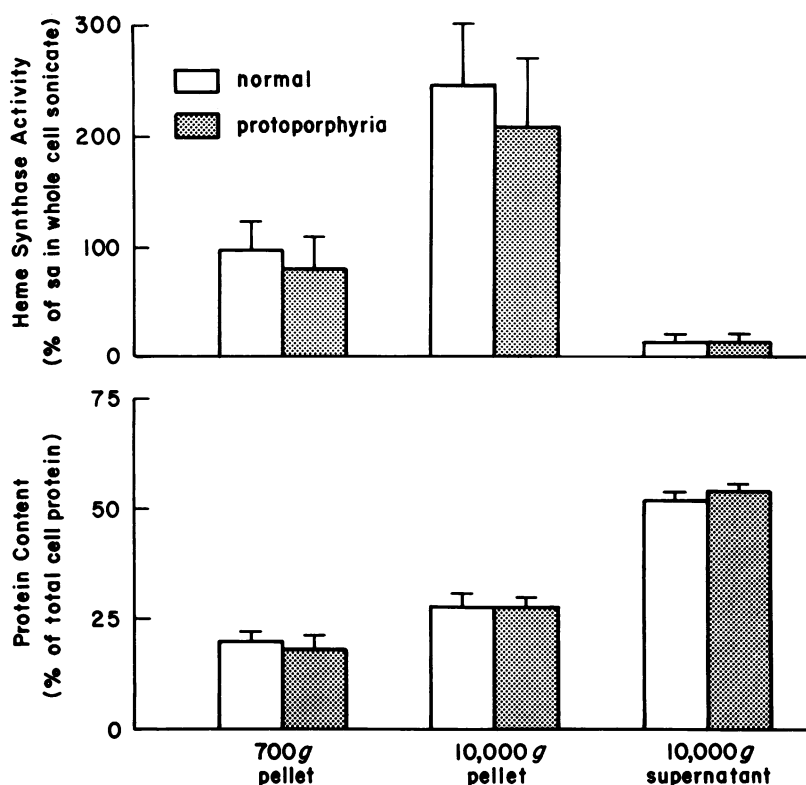 Heme Synthase Activity
(% of sa in whole cell sonicate)
300
200
100
0
normal
protoporphyria
Protein Content
(% of total cell protein)
75
50
25
0
700g
pellet
10,000g
pellet
10,000g
supernatant